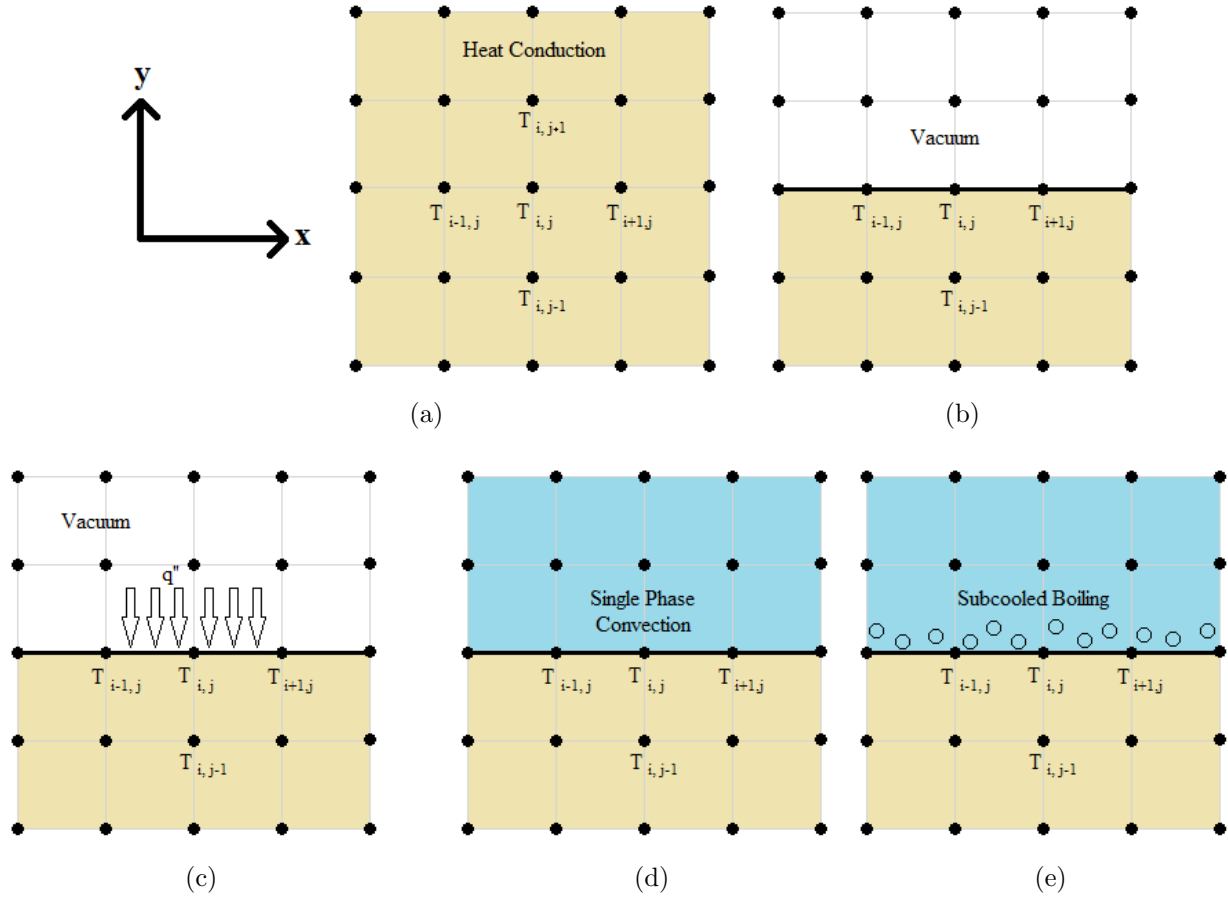 y
x
Heat Conduction
T i, j+1
T i-1, j
T i, j
T i+1,j
T i, j-1
(a)
Vacuum
T i-1, j
T i, j
T i+1,j
T i, j-1
(b)
Vacuum
q"
T i-1, j
T i, j
T i+1,j
T i, j-1
(c)
Single Phase
Convection
T i-1, j
T i, j
T i+1,j
T i, j-1
(d)
Subcooled Boiling
T i-1, j
T i, j
T i+1,j
T i, j-1
(e)